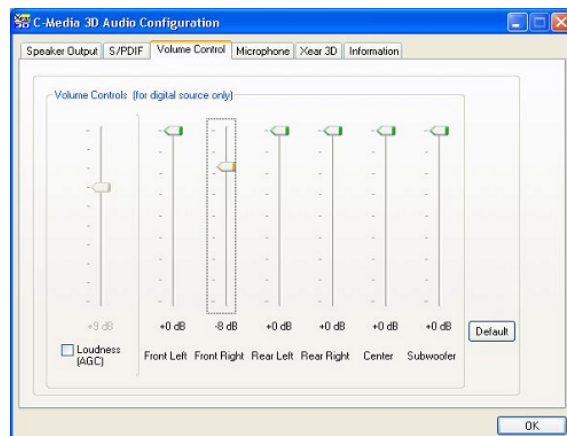 C-Media 3D Audio Configuration
Speaker Output S/PDIF Volume Control Microphone Xear 3D Information
Volume Controls (for digital source only)
+9 dB +0 dB -8 dB +0 dB +0 dB +0 dB +0 dB
Default
Loudness (AGC)
Front Left Front Right Rear Left Rear Right Center Subwoofer
OK